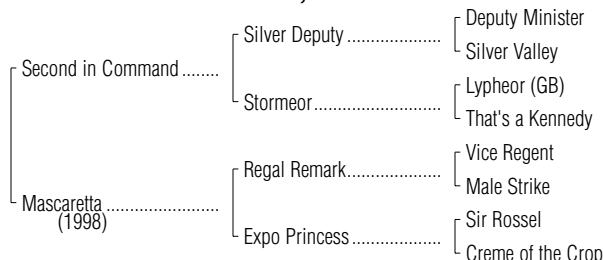 Deputy Minister
Silver Deputy ....................
Silver Valley
Second in Command ........
Lypheor (GB)
Stormeor...........................
That's a Kennedy
Vice Regent
Regal Remark....................
Male Strike
Mascaretta ........................
(1998)
Sir Rossel
Expo Princess ...................
Creme of the Crop